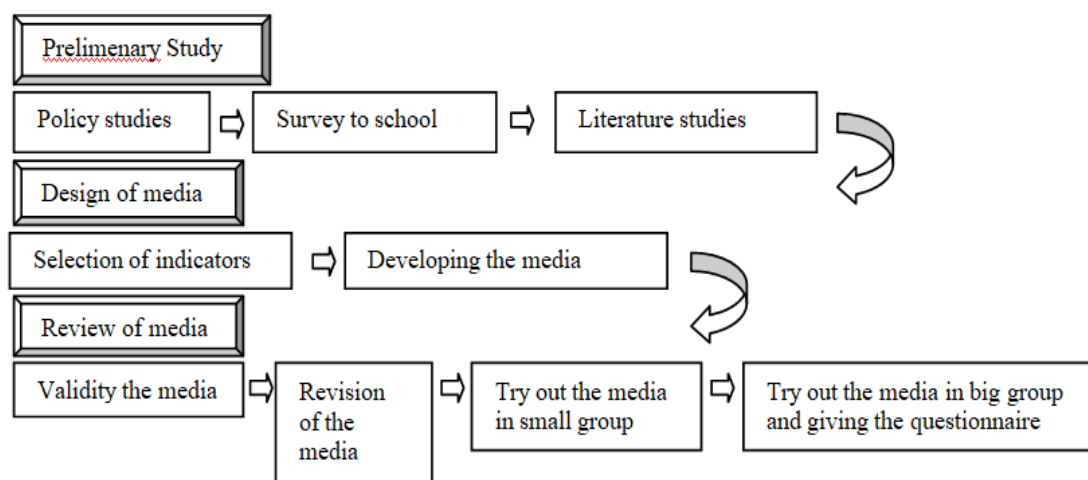 Prelimenary Study
Policy studies
Survey to school
Literature studies
Design of media
Selection of indicators
Developing the media
Review of media
Validity the media
Revision
of the
media
Try out the media
in small group
Try out the media in big group
and giving the questionnaire